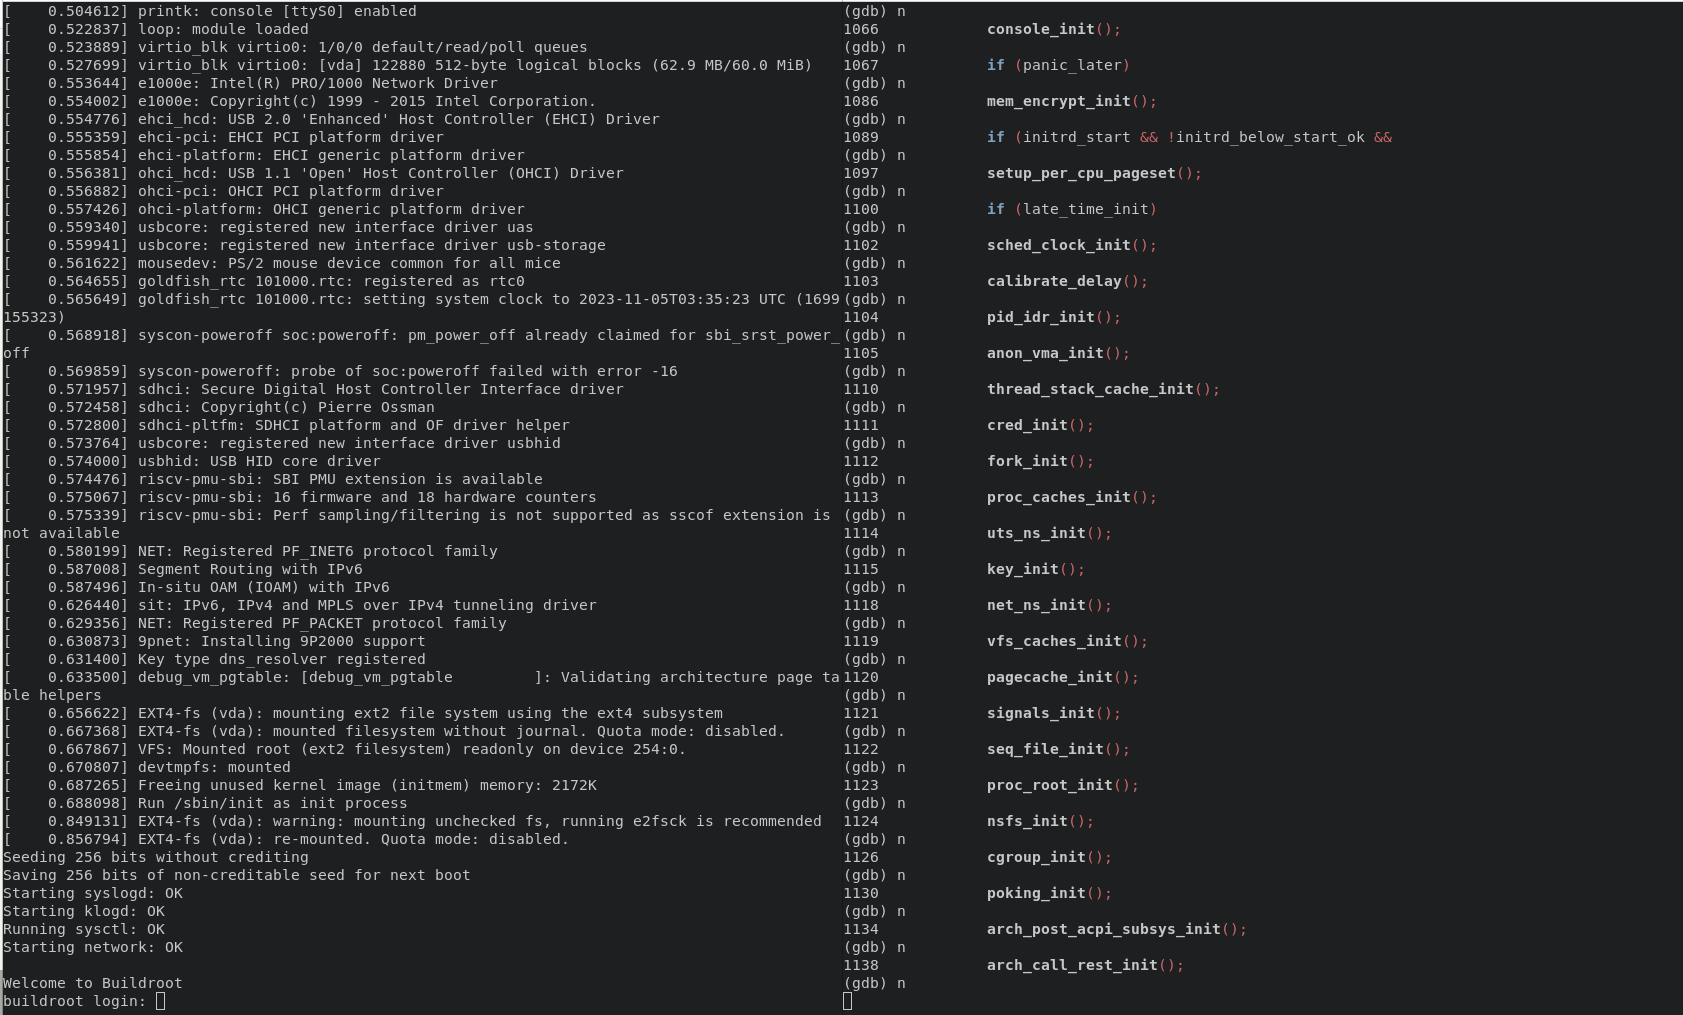 [    0.504612] printk: console [ttyS0] enabled
[    0.522837] loop: module loaded
[    0.523889] virtio_blk virtio0: 1/0/0 default/read/poll queues
[    0.527699] virtio_blk virtio0: [vda] 122880 512-byte logical blocks (62.9 MB/60.0 MiB)
[    0.553644] e1000e: Intel(R) PRO/1000 Network Driver
[    0.554002] e1000e: Copyright(c) 1999 - 2015 Intel Corporation.
[    0.554776] ehci_hcd: USB 2.0 'Enhanced' Host Controller (EHCI) Driver
[    0.555359] ehci-pci: EHCI PCI platform driver
[    0.555854] ehci-platform: EHCI generic platform driver
[    0.556381] ohci_hcd: USB 1.1 'Open' Host Controller (OHCI) Driver
[    0.556882] ohci-pci: OHCI PCI platform driver
[    0.557426] ohci-platform: OHCI generic platform driver
[    0.559340] usbcore: registered new interface driver uas
[    0.559941] usbcore: registered new interface driver usb-storage
[    0.561622] mousedev: PS/2 mouse device common for all mice
[    0.564655] goldfish_rtc 101000.rtc: registered as rtc0
[    0.565649] goldfish_rtc 101000.rtc: setting system clock to 2023-11-05T03:35:23 UTC (1699
155323)
[    0.568918] syscon-poweroff soc:poweroff: pm_power_off already claimed for sbi_srst_power_
off
[    0.569859] syscon-poweroff: probe of soc:poweroff failed with error -16
[    0.571957] sdhci: Secure Digital Host Controller Interface driver
[    0.572458] sdhci: Copyright(c) Pierre Ossman
[    0.572800] sdhci-pltfm: SDHCI platform and OF driver helper
[    0.573764] usbcore: registered new interface driver usbhid
[    0.574000] usbhid: USB HID core driver
[    0.574476] riscv-pmu-sbi: SBI PMU extension is available
[    0.575067] riscv-pmu-sbi: 16 firmware and 18 hardware counters
[    0.575339] riscv-pmu-sbi: Perf sampling/filtering is not supported as sscof extension is
not available
[    0.580199] NET: Registered PF_INET6 protocol family
[    0.587008] Segment Routing with IPv6
[    0.587496] In-situ OAM (IOAM) with IPv6
[    0.626440] sit: IPv6, IPv4 and MPLS over IPv4 tunneling driver
[    0.629356] NET: Registered PF_PACKET protocol family
[    0.630873] 9pnet: Installing 9P2000 support
[    0.631400] Key type dns_resolver registered
[    0.633500] debug_vm_pgtable: [debug_vm_pgtable         ]: Validating architecture page ta
ble helpers
[    0.656622] EXT4-fs (vda): mounting ext2 file system using the ext4 subsystem
[    0.667368] EXT4-fs (vda): mounted filesystem without journal. Quota mode: disabled.
[    0.667867] VFS: Mounted root (ext2 filesystem) readonly on device 254:0.
[    0.670807] devtmpfs: mounted
[    0.687265] Freeing unused kernel image (initmem) memory: 2172K
[    0.688098] Run /sbin/init as init process
[    0.849131] EXT4-fs (vda): warning: mounting unchecked fs, running e2fsck is recommended
[    0.856794] EXT4-fs (vda): re-mounted. Quota mode: disabled.
Seeding 256 bits without crediting
Saving 256 bits of non-creditable seed for next boot
Starting syslogd: OK
Starting klogd: OK
Running sysctl: OK
Starting network: OK
Welcome to Buildroot
buildroot login:
(gdb) n
1066            console_init();
(gdb) n
1067            if (panic_later)
(gdb) n
1086            mem_encrypt_init();
(gdb) n
1089            if (initrd_start && !initrd_below_start_ok &&
(gdb) n
1097            setup_per_cpu_pageset();
(gdb) n
1100            if (late_time_init)
(gdb) n
1102            sched_clock_init();
(gdb) n
1103            calibrate_delay();
(gdb) n
1104            pid_idr_init();
(gdb) n
1105            anon_vma_init();
(gdb) n
1110            thread_stack_cache_init();
(gdb) n
1111            cred_init();
(gdb) n
1112            fork_init();
(gdb) n
1113            proc_caches_init();
(gdb) n
1114            uts_ns_init();
(gdb) n
1115            key_init();
(gdb) n
1118            net_ns_init();
(gdb) n
1119            vfs_caches_init();
(gdb) n
1120            pagecache_init();
(gdb) n
1121            signals_init();
(gdb) n
1122            seq_file_init();
(gdb) n
1123            proc_root_init();
(gdb) n
1124            nsfs_init();
(gdb) n
1126            cgroup_init();
(gdb) n
1130            poking_init();
(gdb) n
1134            arch_post_acpi_subsys_init();
(gdb) n
1138            arch_call_rest_init();
(gdb) n